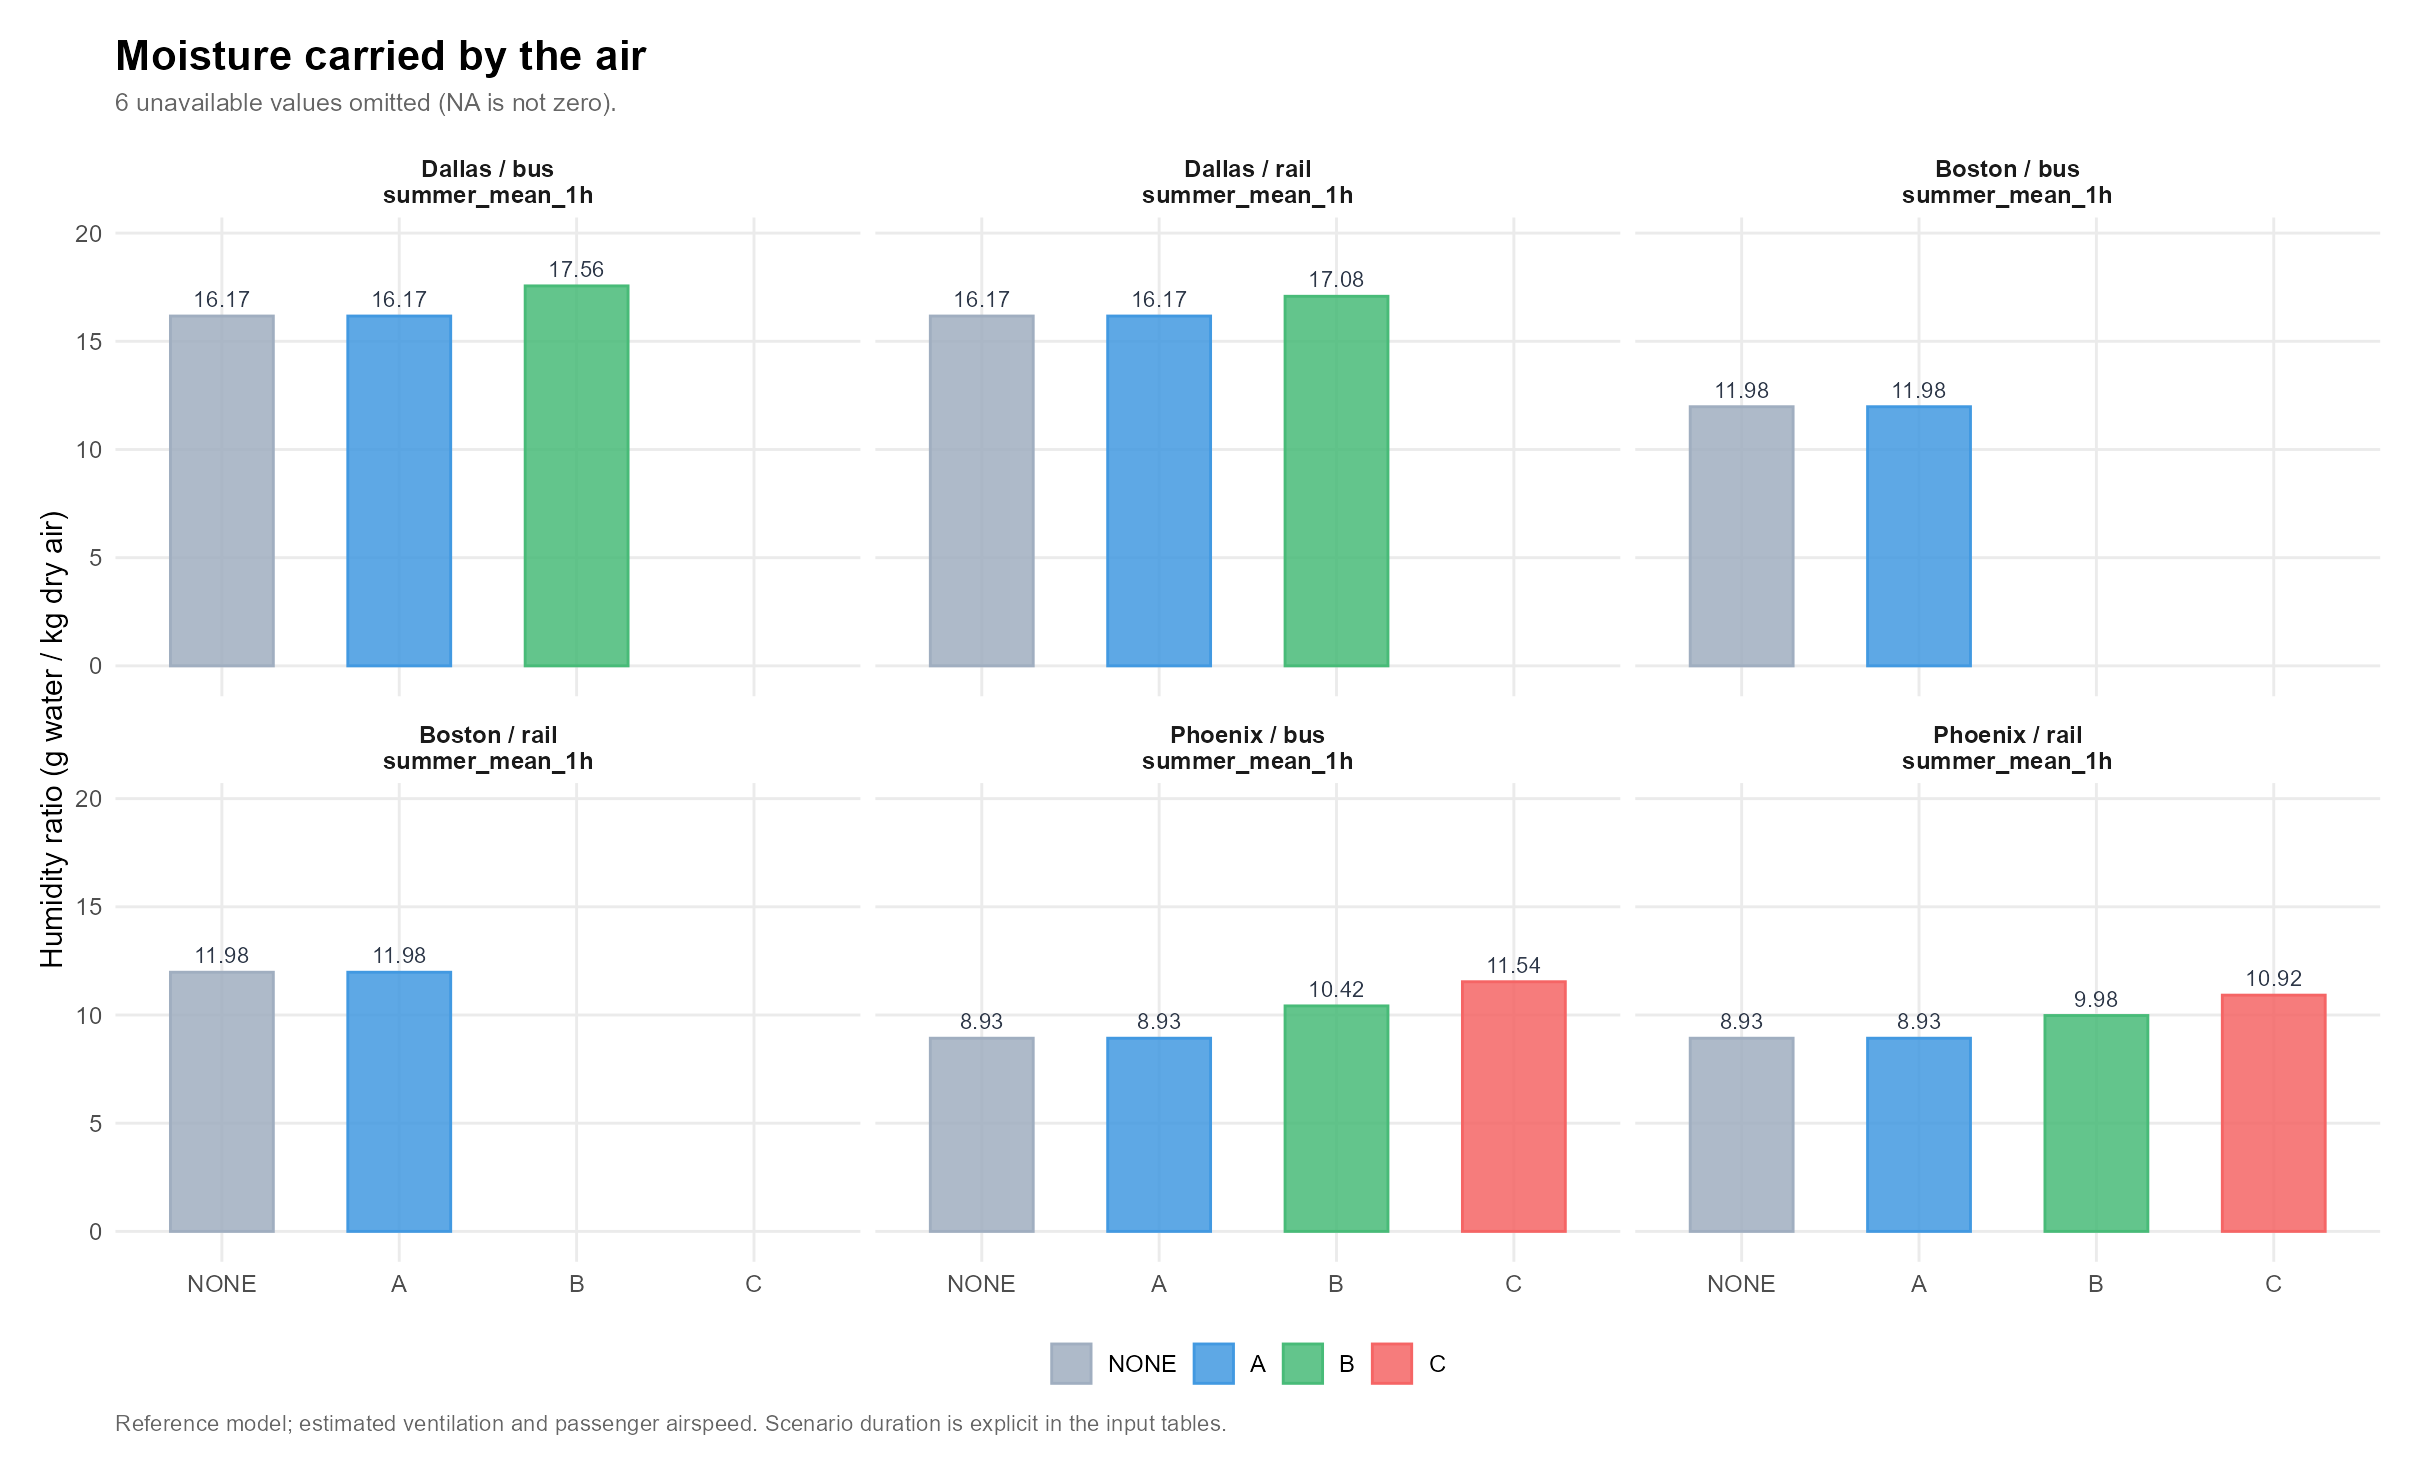 Moisture carried by the air
6 unavailable values omitted (NA is not zero).
Humidity ratio (g water / kg dry air)
Dallas / bus
summer_mean_1h
Dallas / rail
summer_mean_1h
Boston / bus
summer_mean_1h
20
15
10
5
0
16.17
16.17
17.56
16.17
16.17
17.08
11.98
11.98
Boston / rail
summer_mean_1h
Phoenix / bus
summer_mean_1h
Phoenix / rail
summer_mean_1h
20
15
10
5
0
11.98
11.98
8.93
8.93
10.42
11.54
8.93
8.93
9.98
10.92
NONE A B C
NONE A B C
NONE A B C
NONE A B C
Reference model; estimated ventilation and passenger airspeed. Scenario duration is explicit in the input tables.